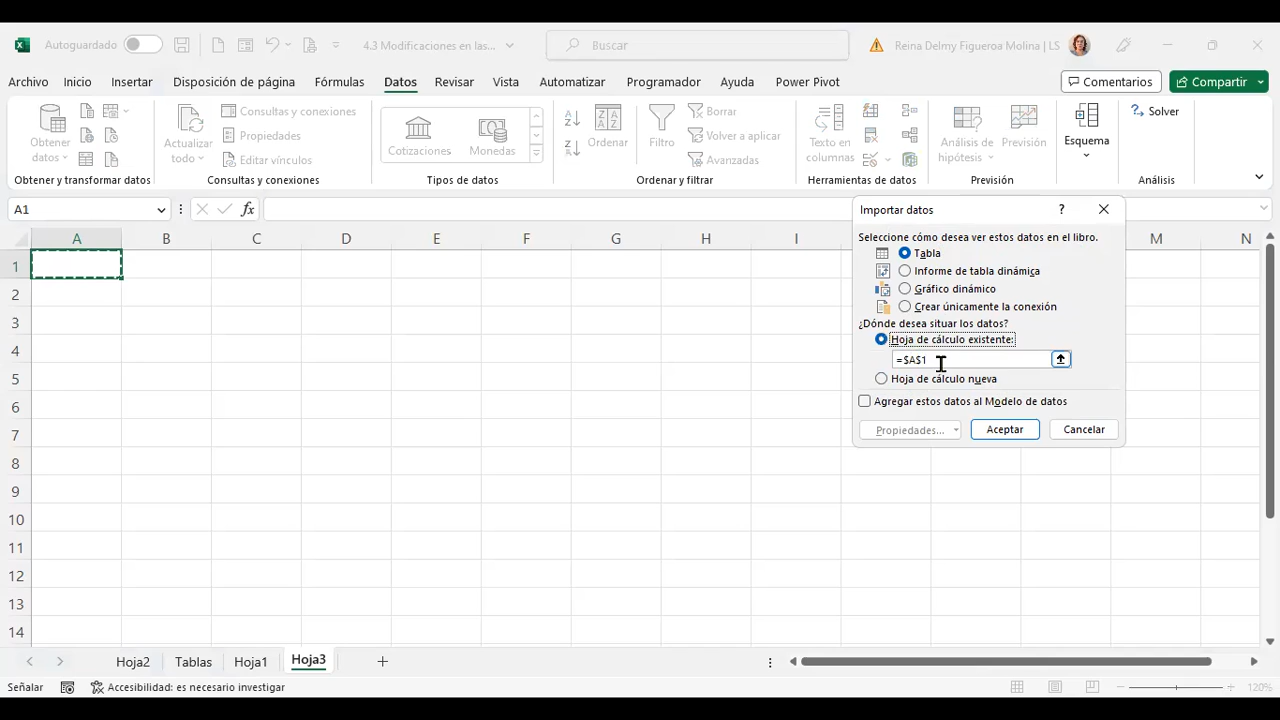 Autoguardado
4.3 Modificaciones en las...
Buscar
Reina Delmy Figueroa Molina | LS
Archivo Inicio Insertar Disposición de página Fórmulas Datos Revisar Vista Automatizar Programador Ayuda Power Pivot
Comentarios Compartir
Obtener datos
Obtener y transformar datos
Actualizar todo
Consultas y conexiones
Propiedades
Editar vínculos
Consultas y conexiones
Cotizaciones
Monedas
Tipos de datos
Ordenar
Filtro
Borrar
Volver a aplicar
Avanzadas
Ordenar y filtrar
Texto en columnas
Herramientas de datos
Análisis de hipótesis
Previsión
Previsión
Esquema
Solver
Análisis
A1
fx
A B C D E F G H I M N
1
2
3
4
5
6
7
8
9
10
11
12
13
14
Importar datos ?
Seleccione cómo desea ver estos datos en el libro.
Tabla
Informe de tabla dinámica
Gráfico dinámico
Crear únicamente la conexión
¿Dónde desea situar los datos?
Hoja de cálculo existente:
=$A$1
Hoja de cálculo nueva
Agregar estos datos al Modelo de datos
Propiedades... Aceptar Cancelar
Hoja2 Tablas Hoja1 Hoja3
Señalar
Accesibilidad: es necesario investigar
120%